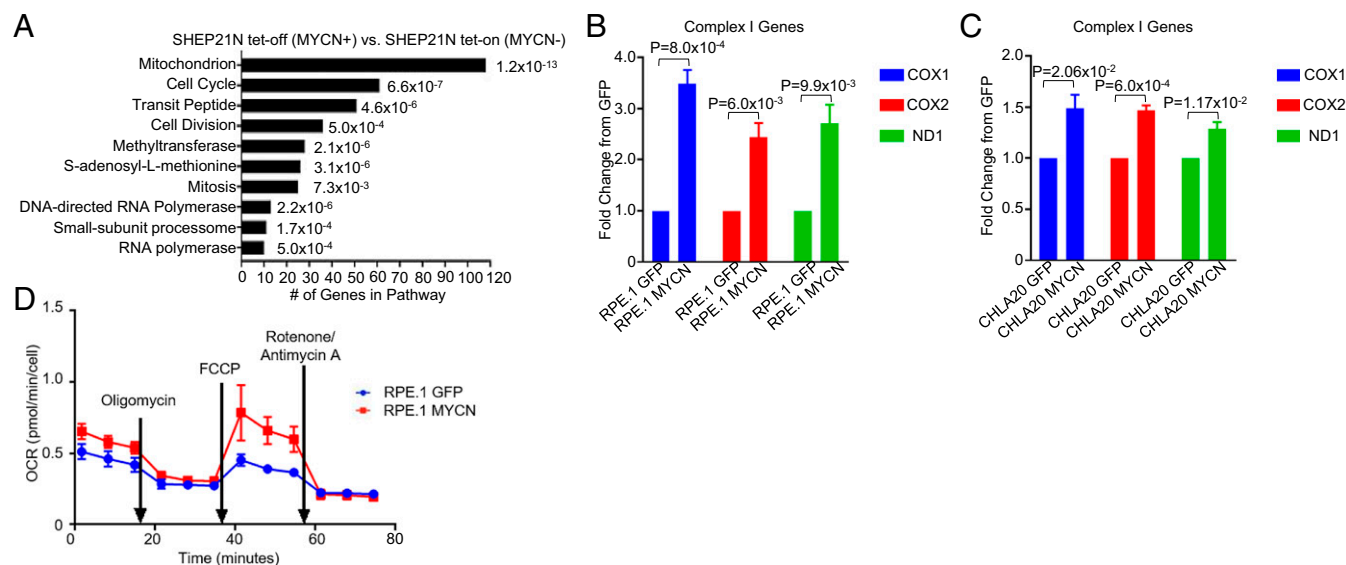 A
SHEP21N tet-off (MYCN+) vs. SHEP21N tet-on (MYCN-)
Mitochondrion 1.2x10-13
Cell Cycle 6.6x10-7
Transit Peptide 4.6x10-6
Cell Division 5.0x10-4
Methyltransferase 2.1x10-6
S-adenosyl-L-methionine 3.1x10-6
Mitosis 7.3x10-3
DNA-directed RNA Polymerase 2.2x10-6
Small-subunit processome 1.7x10-4
RNA polymerase 5.0x10-4
0 10 20 30 40 50 60 70 80 90 100 120
# of Genes in Pathway
B
Complex I Genes
P=8.0x10-4
P=6.0x10-3
P=9.9x10-3
Fold Change from GFP
4.0
3.0
2.0
1.0
0
RPE.1 GFP
RPE.1 MYCN
RPE.1 GFP
RPE.1 MYCN
RPE.1 GFP
RPE.1 MYCN
COX1
COX2
ND1
C
Complex I Genes
P=2.06x10-2
P=6.0x10-4
P=1.17x10-2
Fold Change from GFP
2.0
1.5
1.0
0.5
0.0
CHLA20 GFP
CHLA20 MYCN
CHLA20 GFP
CHLA20 MYCN
CHLA20 GFP
CHLA20 MYCN
COX1
COX2
ND1
D
OCR (pmol/min/cell)
1.5
1.0
0.5
0
Oligomycin
FCCP
Rotenone/
Antimycin A
RPE.1 GFP
RPE.1 MYCN
0 20 40 60 80
Time (minutes)